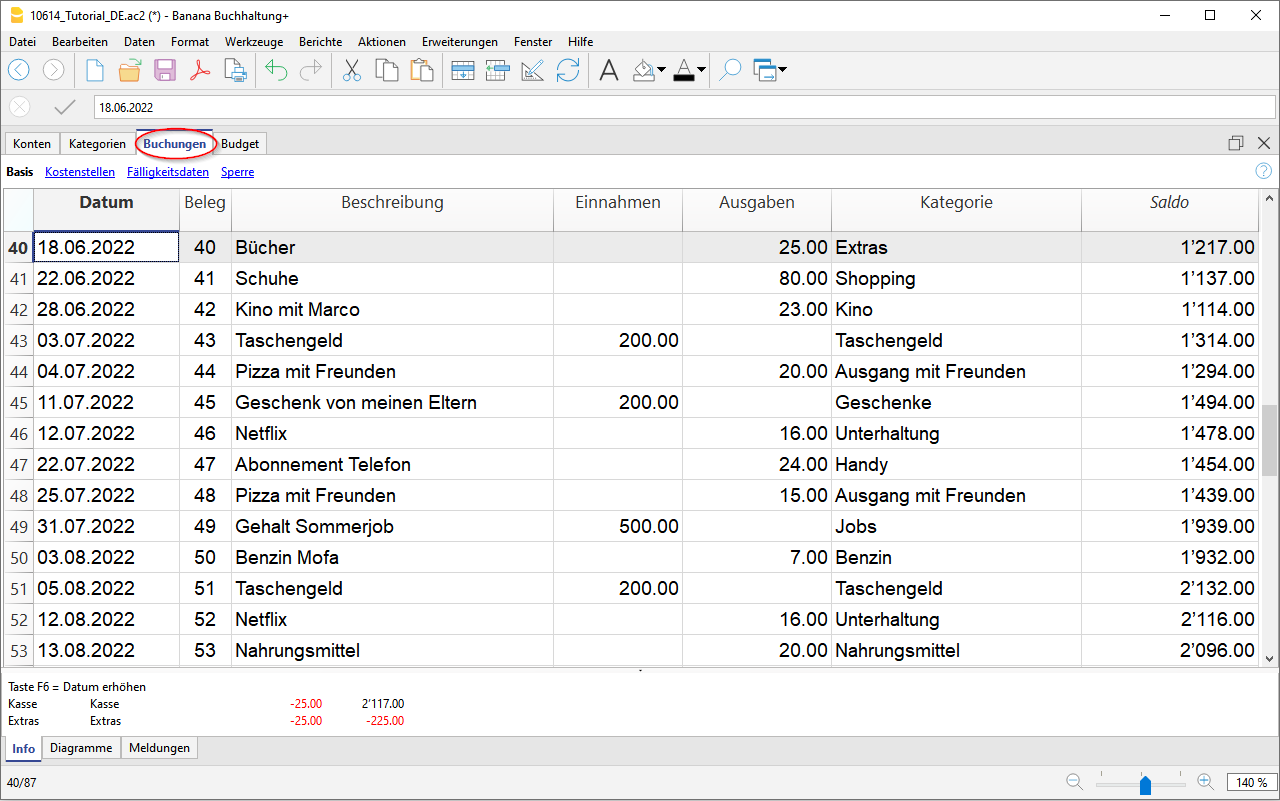 10614_Tutorial_DE.ac2 (*) - Banana Buchhaltung+
Datei Bearbeiten Daten Format Werkzeuge Berichte Aktionen Erweiterungen Fenster Hilfe
18.06.2022
Konten Kategorien Buchungen Budget
Basis Kostenstellen Fälligkeitsdaten Sperre
Datum Beleg Beschreibung Einnahmen Ausgaben Kategorie Saldo
40 18.06.2022 40 Bücher 25.00 Extras 1’217.00
41 22.06.2022 41 Schuhe 80.00 Shopping 1’137.00
42 28.06.2022 42 Kino mit Marco 23.00 Kino 1’114.00
43 03.07.2022 43 Taschengeld 200.00 Taschengeld 1’314.00
44 04.07.2022 44 Pizza mit Freunden 20.00 Ausgang mit Freunden 1’294.00
45 11.07.2022 45 Geschenk von meinen Eltern 200.00 Geschenke 1’494.00
46 12.07.2022 46 Netflix 16.00 Unterhaltung 1’478.00
47 22.07.2022 47 Abonnement Telefon 24.00 Handy 1’454.00
48 25.07.2022 48 Pizza mit Freunden 15.00 Ausgang mit Freunden 1’439.00
49 31.07.2022 49 Gehalt Sommerjob 500.00 Jobs 1’939.00
50 03.08.2022 50 Benzin Mofa 7.00 Benzin 1’932.00
51 05.08.2022 51 Taschengeld 200.00 Taschengeld 2’132.00
52 12.08.2022 52 Netflix 16.00 Unterhaltung 2’116.00
53 13.08.2022 53 Nahrungsmittel 20.00 Nahrungsmittel 2’096.00
Taste F6 = Datum erhöhen
Kasse Kasse -25.00 2’117.00
Extras Extras -25.00 -225.00
Info Diagramme Meldungen
40/87 140 %